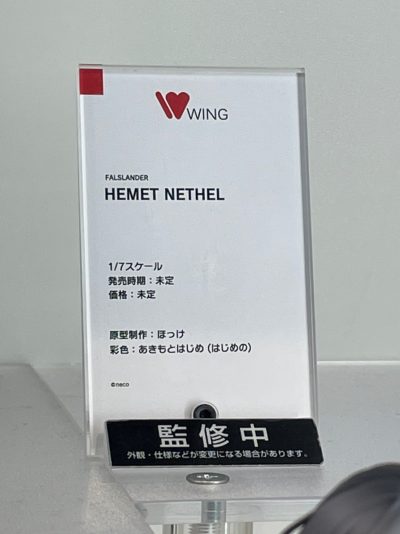 WING
FALSLANDER
HEMET NETHEL
1/7スケール
発売時期：未定
価格：未定
原型制作：ほっけ
彩色：あきもとはじめ (はじめの)
©neco
監修中
外観・仕様などが変更になる場合があります。